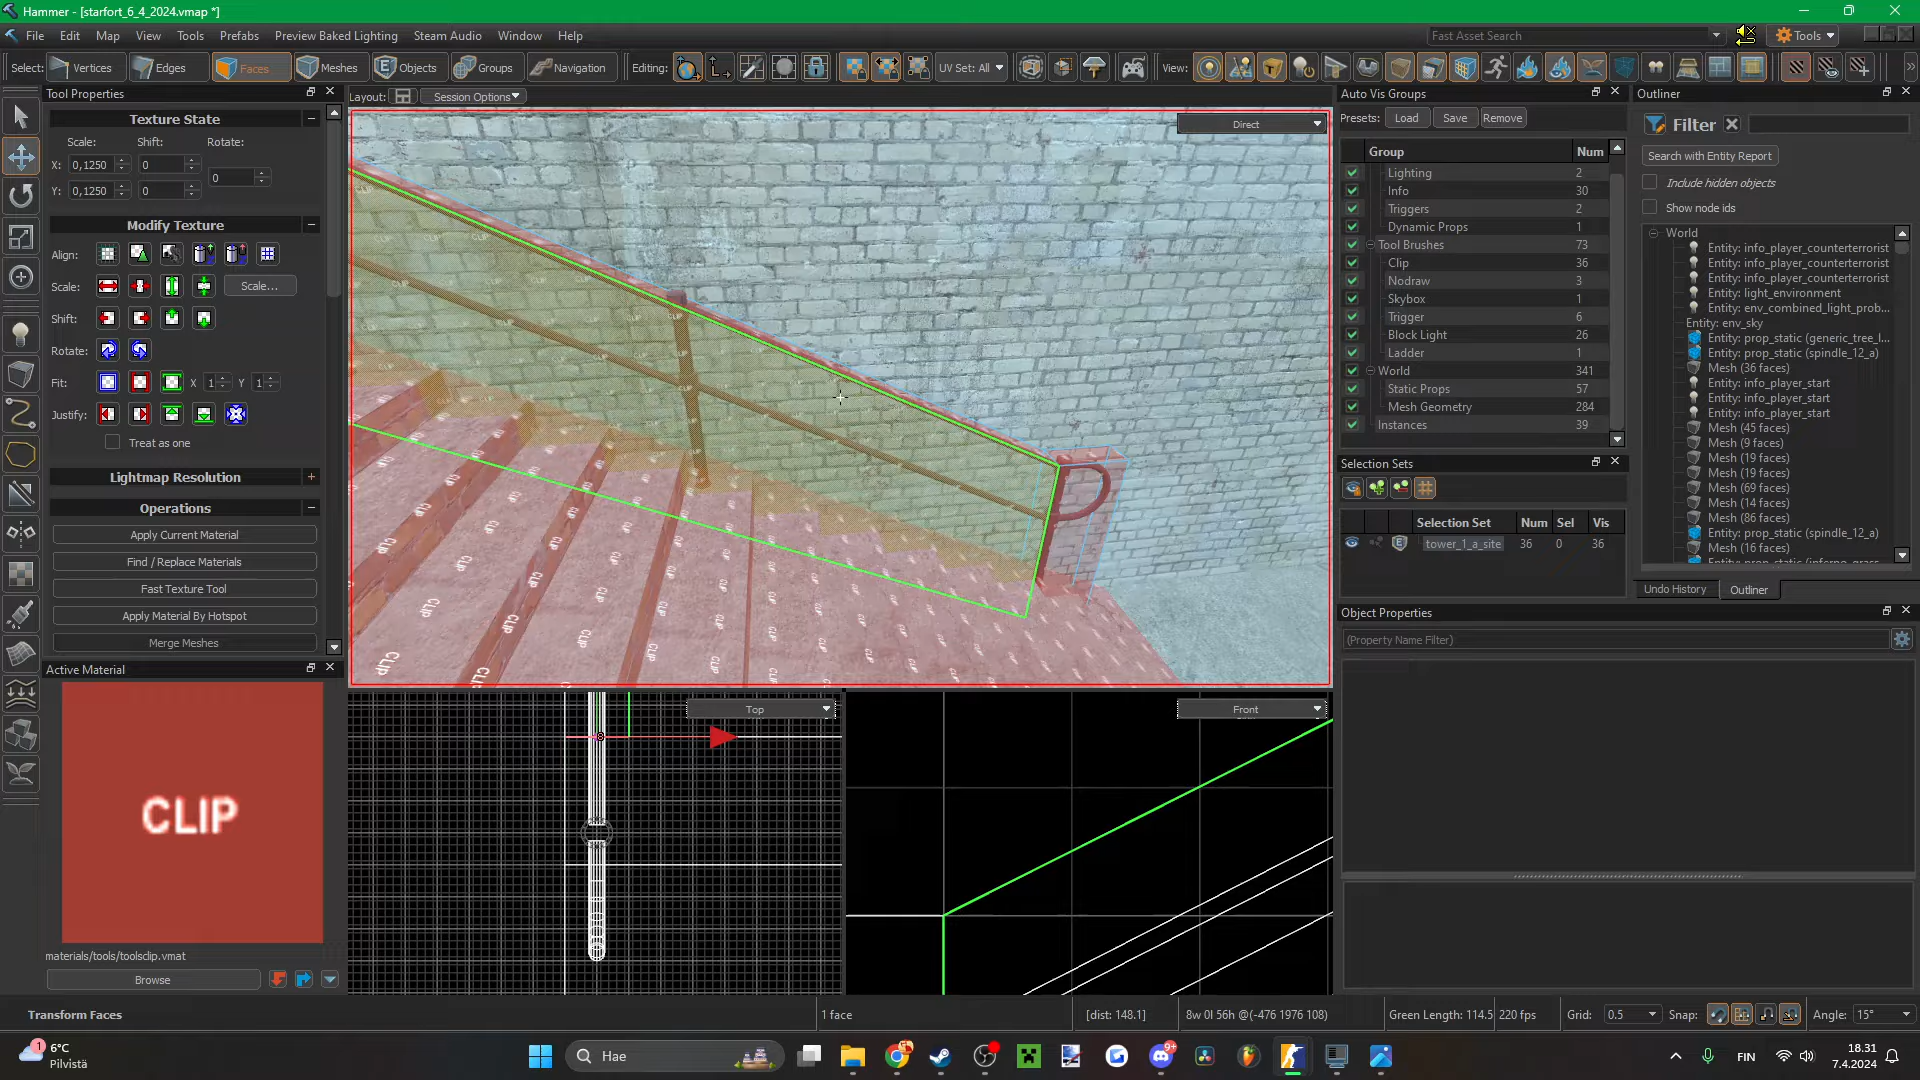 Hammer - [starfort_6_4_2024.vmap *]
File Edit Map View Tools Prefabs Preview Baked Lighting Steam Audio Window Help
Fast Asset Search
Tools
Select: Vertices Edges Faces Meshes Objects Groups Navigation Editing: UV Set: All View:
Tool Properties
Texture State
Scale: Shift: Rotate:
X: 0,1250 0
0
Y: 0,1250 0
Modify Texture
Align:
Scale: Scale...
Shift:
Rotate:
Fit: X 1 Y 1
Justify:
Treat as one
Lightmap Resolution
Operations
Apply Current Material
Find / Replace Materials
Fast Texture Tool
Apply Material By Hotspot
Merge Meshes
Active Material
CLIP
materials/tools/toolsclip.vmat
Browse
Layout: Session Options
Direct
CLIP
Top
Front
Auto Vis Groups
Presets: Load Save Remove
Group Num
Lighting 2
Info 30
Triggers 2
Dynamic Props 1
Tool Brushes 73
Clip 36
Nodraw 3
Skybox 1
Trigger 6
Block Light 26
Ladder 1
World 341
Static Props 57
Mesh Geometry 284
Instances 39
Selection Sets
Selection Set Num Sel Vis
tower_1_a_site 36 0 36
Outliner
Filter
Search with Entity Report
Include hidden objects
Show node ids
World
Entity: info_player_counterterrorist
Entity: info_player_counterterrorist
Entity: info_player_counterterrorist
Entity: light_environment
Entity: env_combined_light_prob...
Entity: env_sky
Entity: prop_static (generic_tree_l...
Entity: prop_static (spindle_12_a)
Mesh (36 faces)
Entity: info_player_start
Entity: info_player_start
Entity: info_player_start
Mesh (45 faces)
Mesh (9 faces)
Mesh (19 faces)
Mesh (19 faces)
Mesh (69 faces)
Mesh (14 faces)
Mesh (86 faces)
Entity: prop_static (spindle_12_a)
Mesh (16 faces)
Undo History Outliner
Object Properties
(Property Name Filter)
Transform Faces
1 face
[dist: 148.1]
8w 0l 56h @(-476 1976 108)
Green Length: 114.5
220 fps
Grid: 0.5
Snap:
Angle: 15°
1
6°C
Pilvistä
Hae
9+
FIN
18.31
7.4.2024